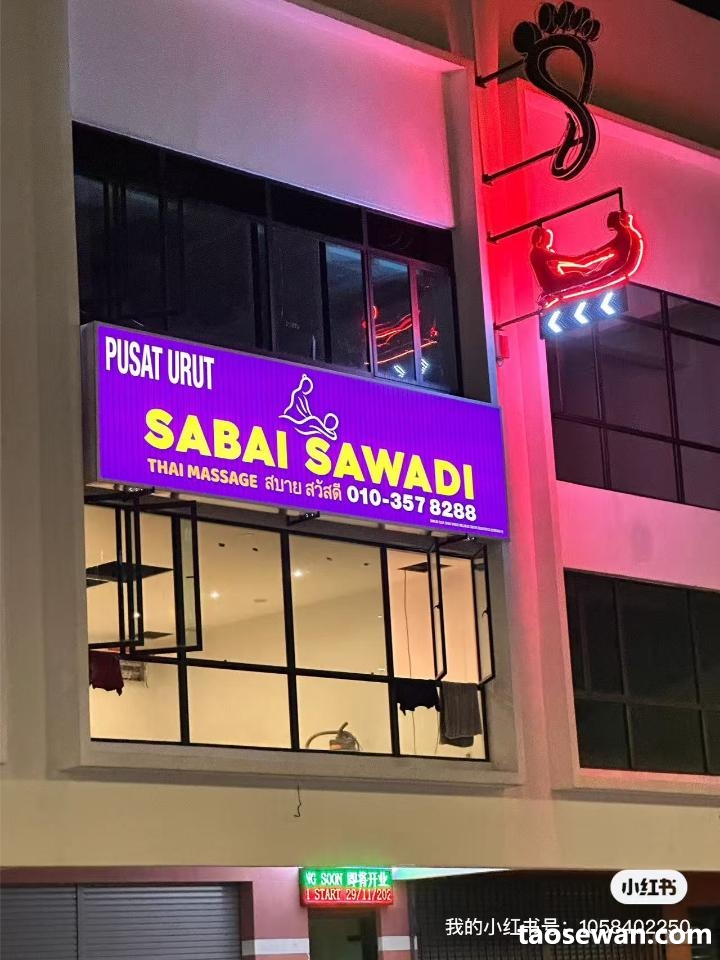 PUSAT URUT
SABAI SAWADI
THAI MASSAGE สบาย สวัสดี 010-357 8288
NG SOON 即将开业
START 29/11/202
小红书
我的小红书号：1058402250
taosewan.com